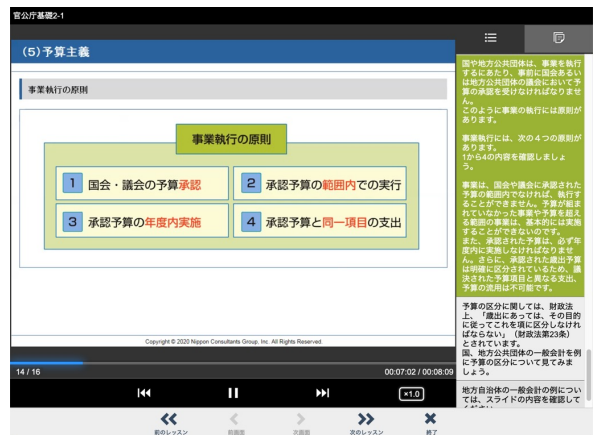 官公庁基礎2-1
(5)予算主義
事業執行の原則
事業執行の原則
1 国会・議会の予算承認
2 承認予算の範囲内での実行
3 承認予算の年度内実施
4 承認予算と同一項目の支出
Copyright © 2020 Nippon Consultants Group, Inc. All Rights Reserved.
14 / 16
00:07:02 / 00:08:09
×1.0
前のレッスン
前画面
次画面
次のレッスン
終了
国や地方公共団体は、事業を執行
するにあたり、事前に国会あるい
は地方公共団体の議会において予
算の承認を受けなければなりませ
ん。
このように事業の執行には原則が
あります。
事業執行には、次の４つの原則が
あります。
1から4の内容を確認しましょ
う。
事業は、国会や議会に承認された
予算の範囲内でなければ、執行す
ることができません。予算が組ま
れていなかった事業や予算を超え
る範囲の事業は、基本的には実施
することができないのです。
また、承認された予算は、必ず年
度内に実施しなければなりませ
ん。さらに、承認された歳出予算
は明確に区分されているため、議
決された予算項目と異なる支出、
予算の流用は不可能です。
予算の区分に関しては、財政法
上、「歳出にあっては、その目的
に従ってこれを項に区分しなけれ
ばならない」（財政法第23条）
とされています。
国、地方公共団体の一般会計を例
に予算の区分について見てみま
しょう。
地方自治体の一般会計の例につい
ては、スライドの内容を確認して